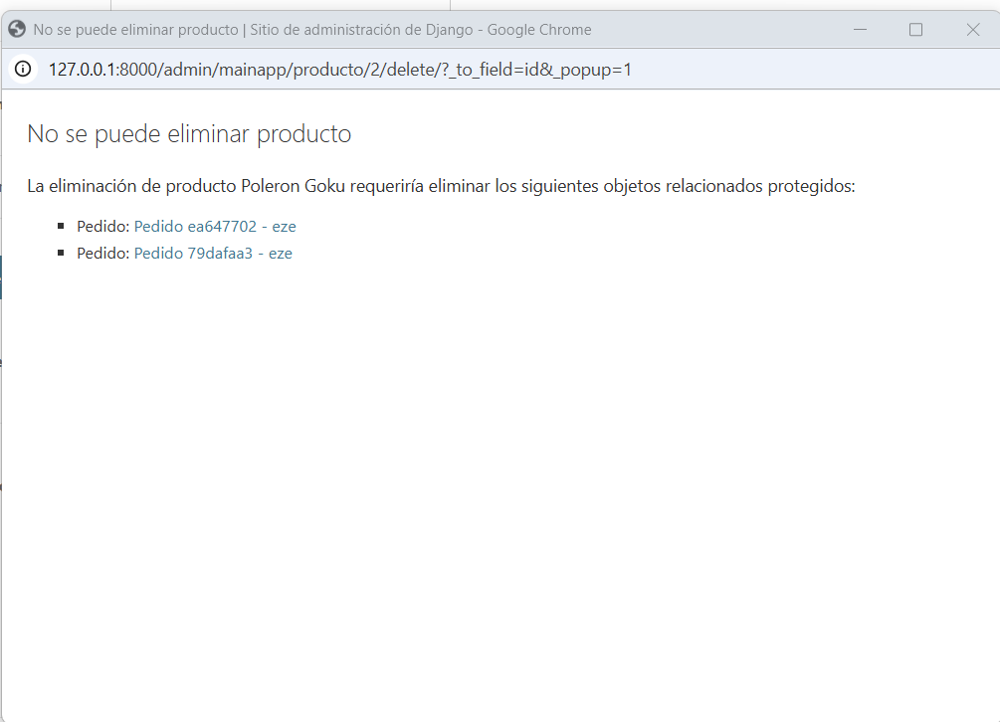 No se puede eliminar producto | Sitio de administración de Django - Google Chrome
127.0.0.1:8000/admin/mainapp/producto/2/delete/?_to_field=id&_popup=1
No se puede eliminar producto
La eliminación de producto Poleron Goku requeriría eliminar los siguientes objetos relacionados protegidos:
Pedido: Pedido ea647702 - eze
Pedido: Pedido 79dafaa3 - eze